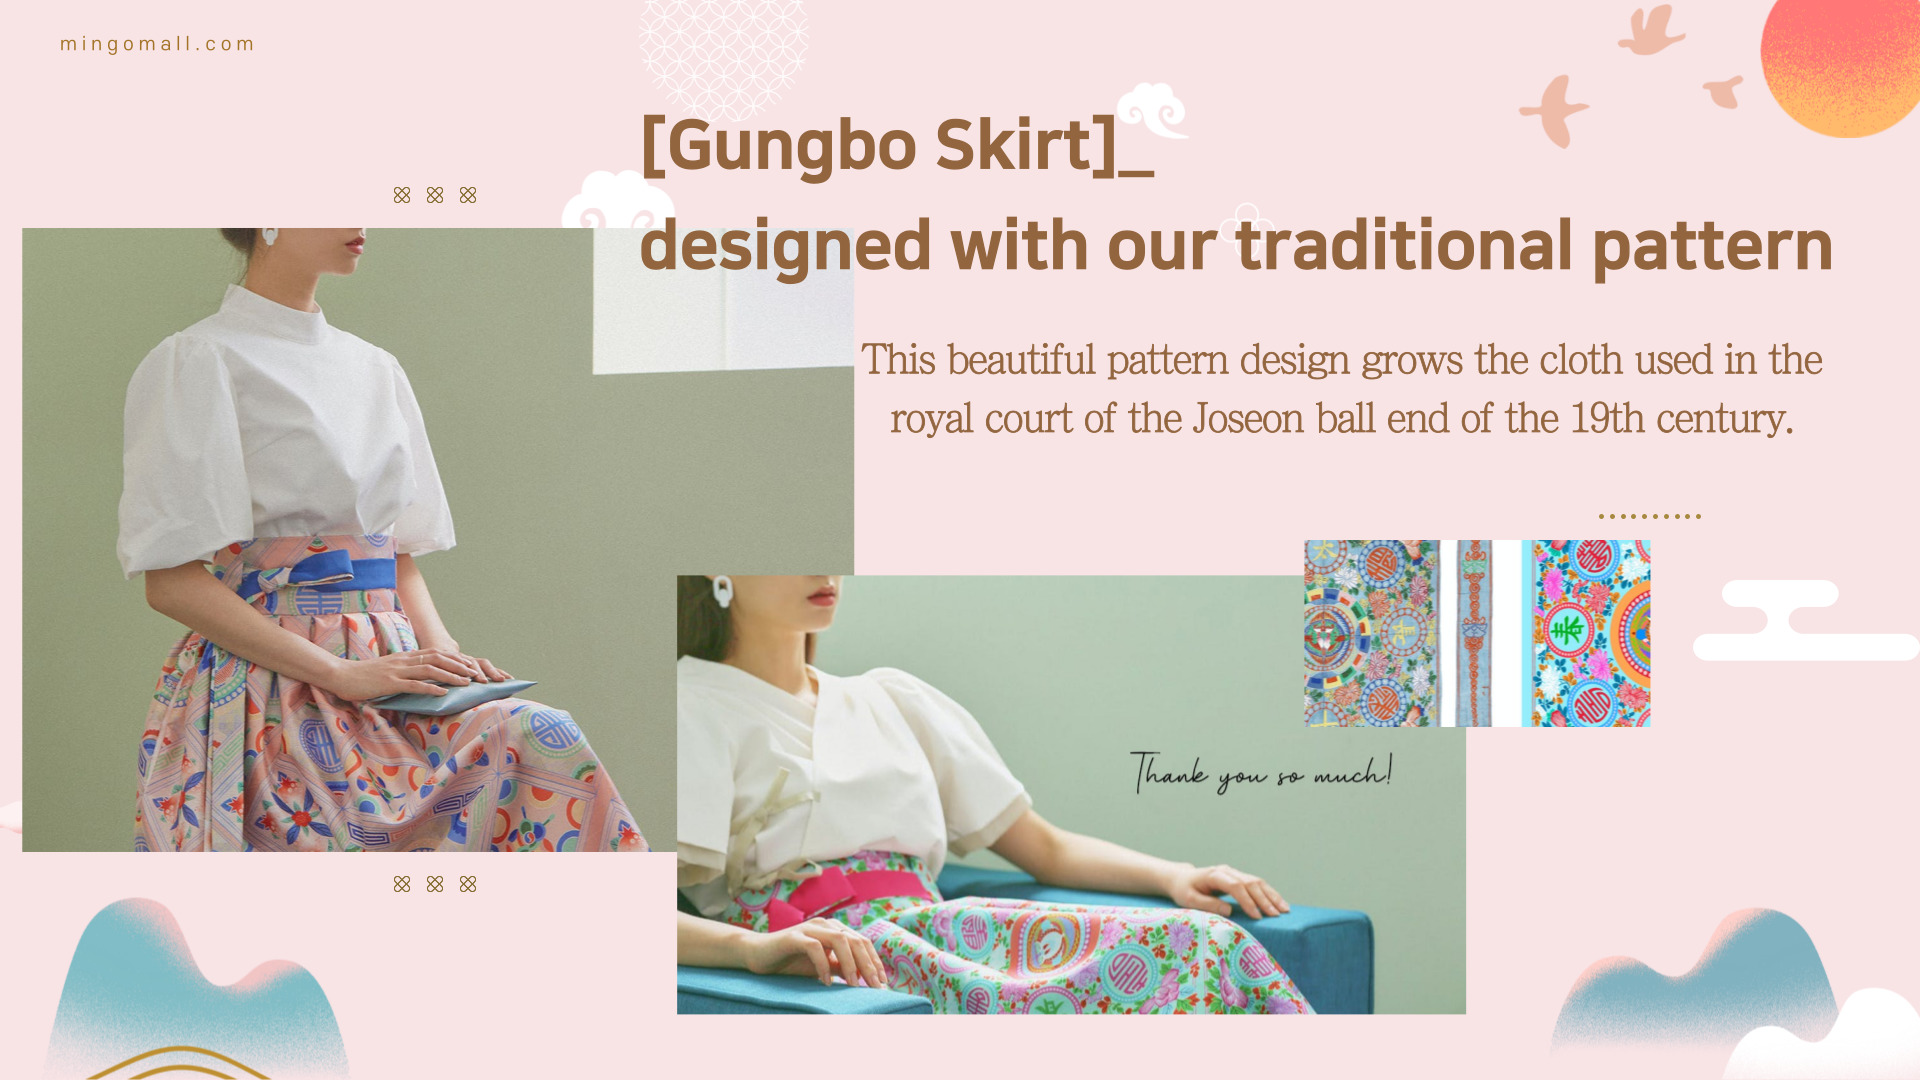 mingomall.com
[Gungbo Skirt]_
designed with our traditional pattern
This beautiful pattern design grows the cloth used in the
royal court of the Joseon ball end of the 19th century.
春
Thank you so much!